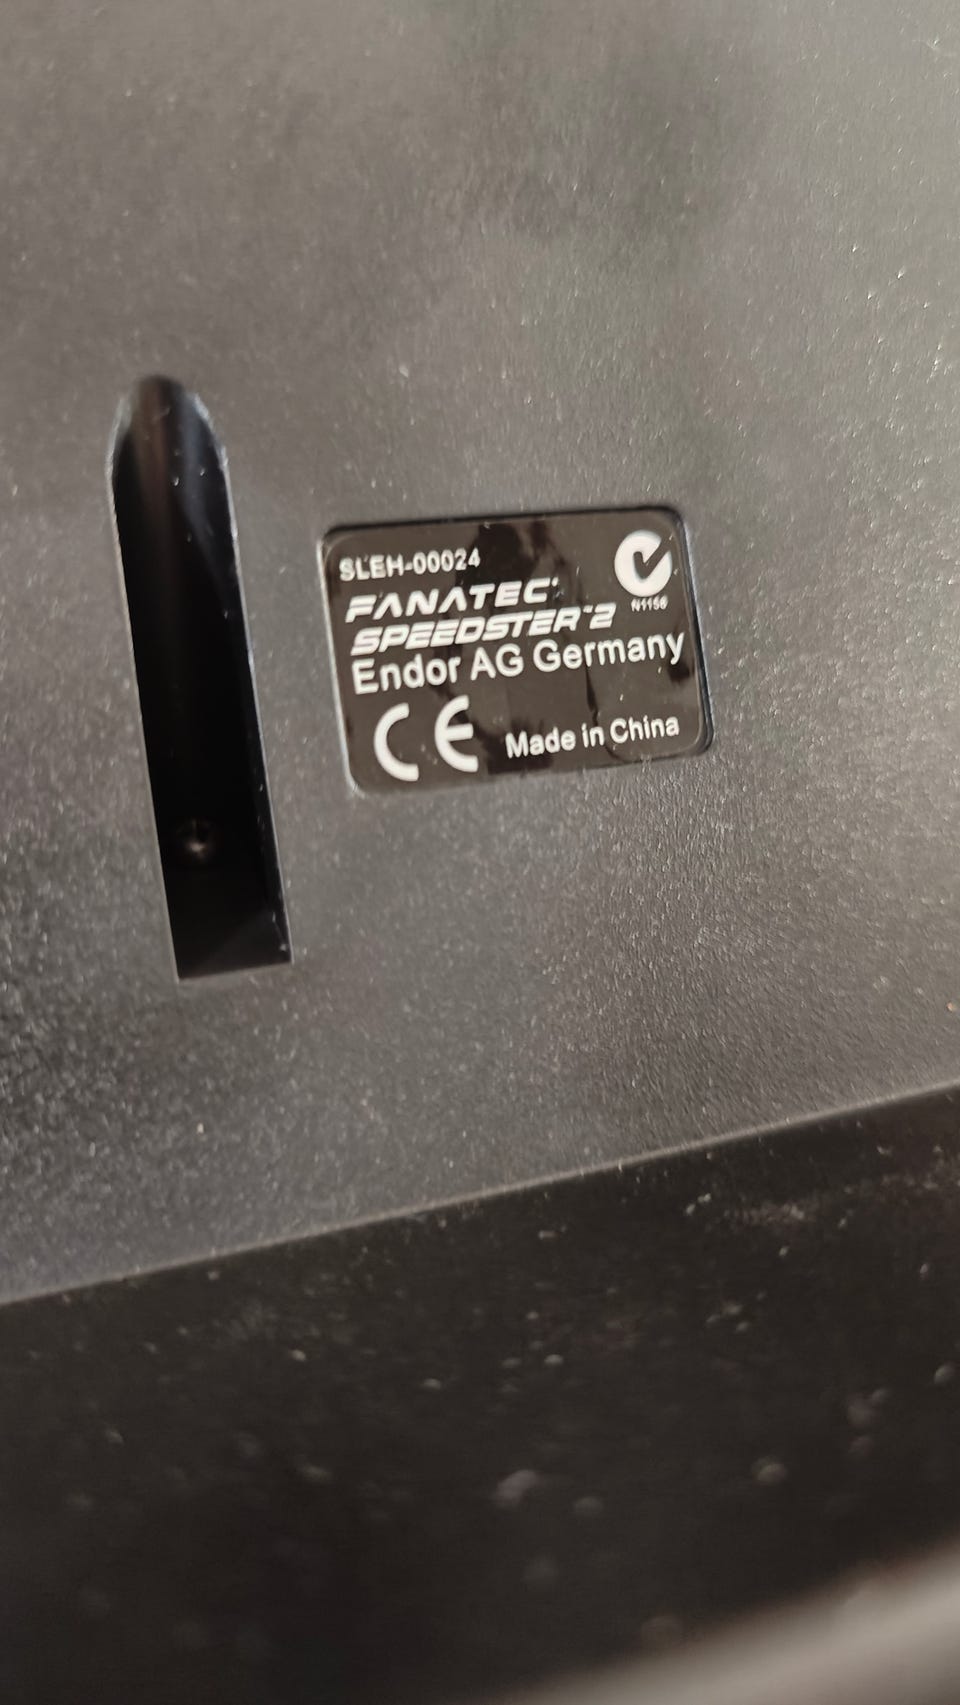 SLEH-00024
FANATEC
SPEEDSTER 2
Endor AG Germany
N1156
CE
Made in China